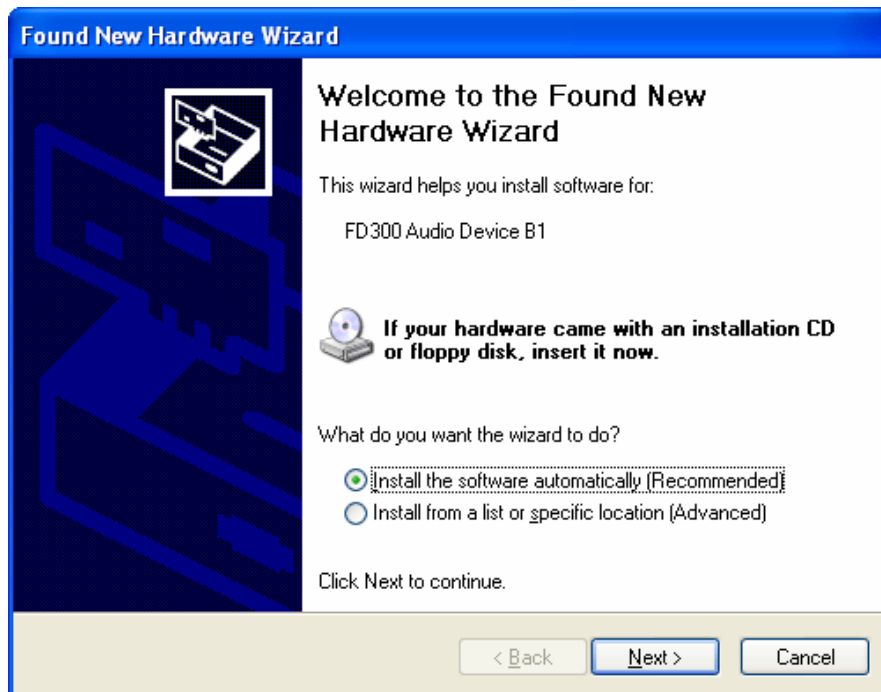 Found New Hardware Wizard
Welcome to the Found New
Hardware Wizard
This wizard helps you install software for:
FD300 Audio Device B1
If your hardware came with an installation CD
or floppy disk, insert it now.
What do you want the wizard to do?
Install the software automatically (Recommended)
Install from a list or specific location (Advanced)
Click Next to continue.
< Back
Next >
Cancel